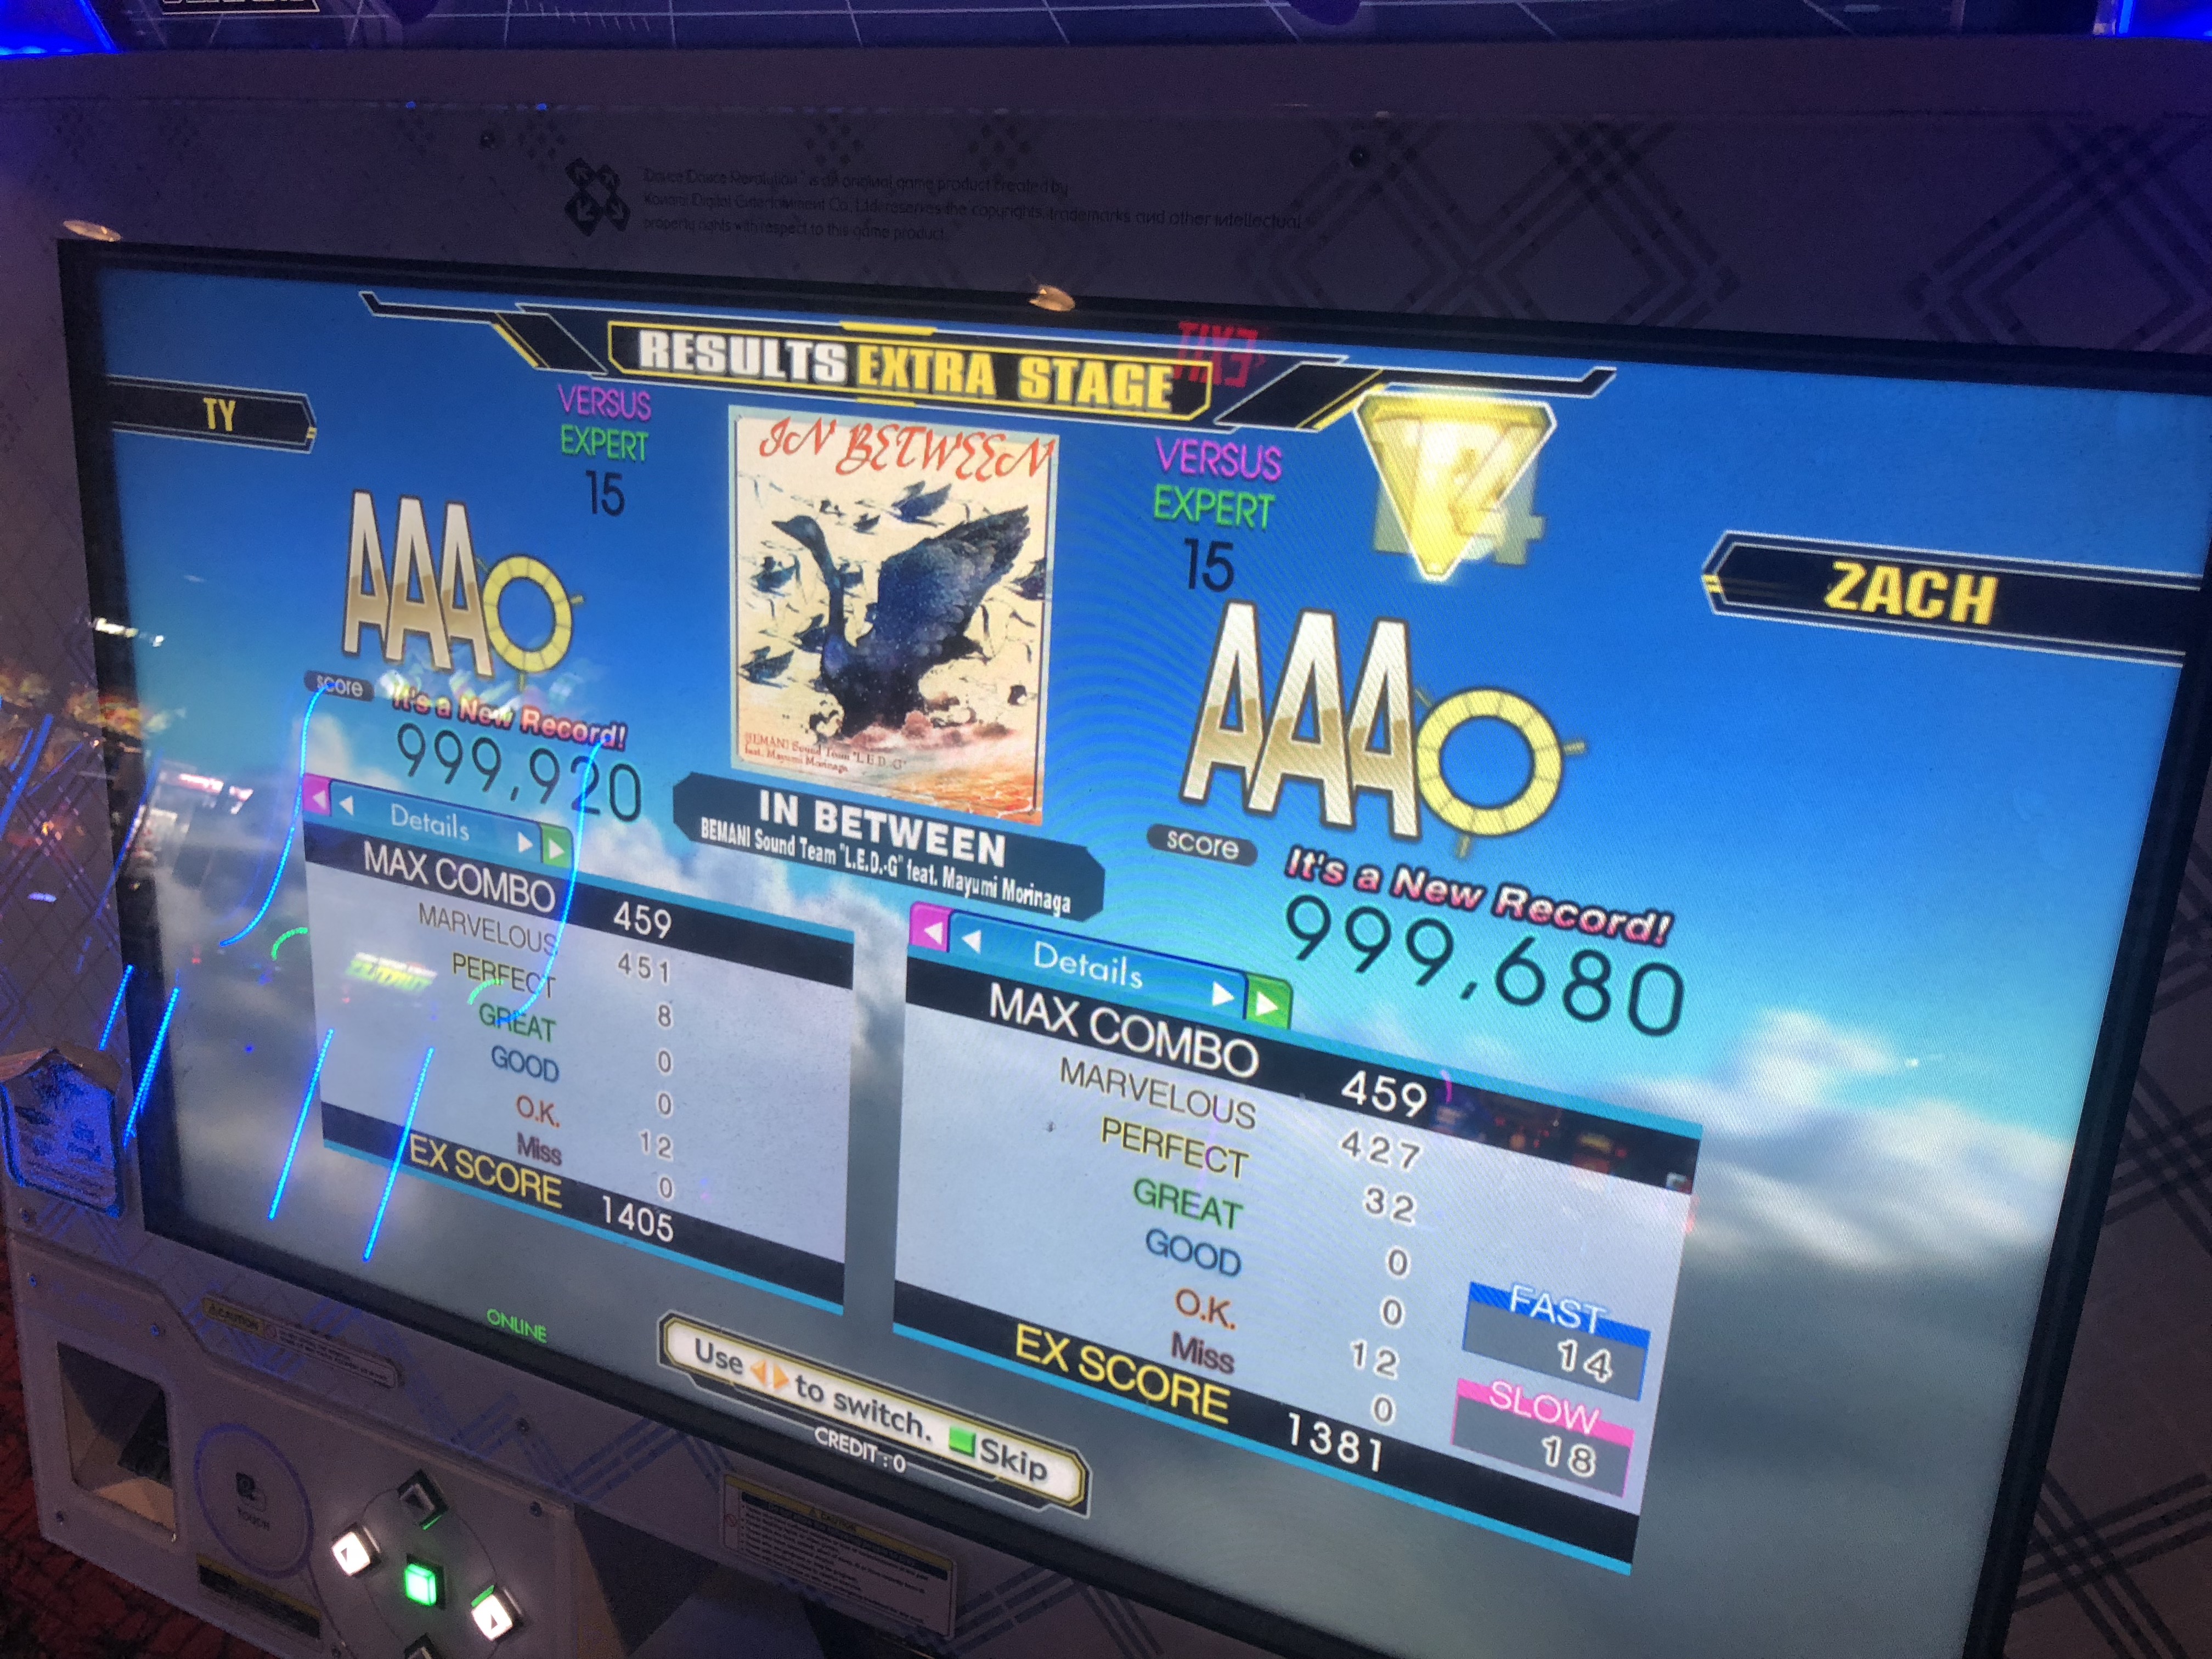 Dance Dance Revolution™ is an original game product created by
Konami Digital Entertainment Co., Ltd. reserves the copyrights, trademarks and other intellectual
property rights with respect to this game product.
RESULTS EXTRA STAGE
EXIT
TY
VERSUS
EXPERT
15
AAA
score
It's a New Record!
999,920
Details
MAX COMBO 459
MARVELOUS 451
PERFECT 8
GREAT 0
GOOD 0
O.K. 12
Miss 0
EX SCORE 1405
IN BETWEEN
BEMANI Sound Team "L.E.D.-G"
feat. Mayumi Morinaga
IN BETWEEN
BEMANI Sound Team "L.E.D.-G" feat. Mayumi Morinaga
VERSUS
EXPERT
15
ZACH
AAA
score
It's a New Record!
999,680
Details
MAX COMBO 459
MARVELOUS 427
PERFECT 32
GREAT 0
GOOD 0
O.K. 12
Miss 0
EX SCORE 1381
FAST
14
SLOW
18
ONLINE
Use to switch. Skip
CREDIT : 0
CAUTION
TOUCH
CAUTION